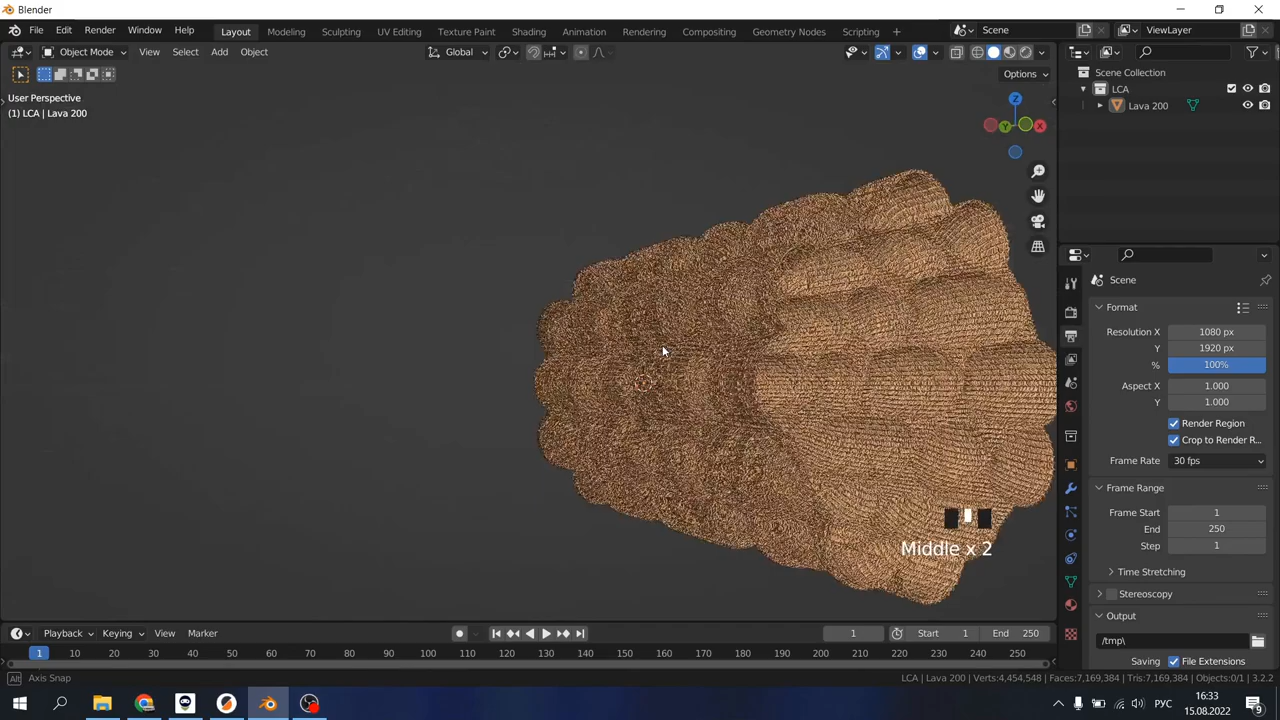 Blender
File Edit Render Window Help Layout Modeling Sculpting UV Editing Texture Paint Shading Animation Rendering Compositing Geometry Nodes Scripting + Scene ViewLayer
Object Mode View Select Add Object Global
Options
User Perspective
(1) LCA | Lava 200
Scene Collection
LCA
Lava 200
Z
Y X
Scene
Format
Resolution X 1080 px
Y 1920 px
% 100%
Aspect X 1.000
Y 1.000
Render Region
Crop to Render R...
Frame Rate 30 fps
Frame Range
Frame Start 1
End 250
Step 1
Time Stretching
Stereoscopy
Output
/tmp\
Saving File Extensions
Middle x 2
Playback Keying View Marker 1 Start 1 End 250
1 10 20 30 40 50 60 70 80 90 100 110 120 130 140 150 160 170 180 190 200 210 220 230 240 250
Alt Axis Snap LCA | Lava 200 | Verts:4,454,548 | Faces:7,169,384 | Tris:7,169,384 | Objects:0/1 | 3.2.2
РУС 16:33
15.08.2022
9